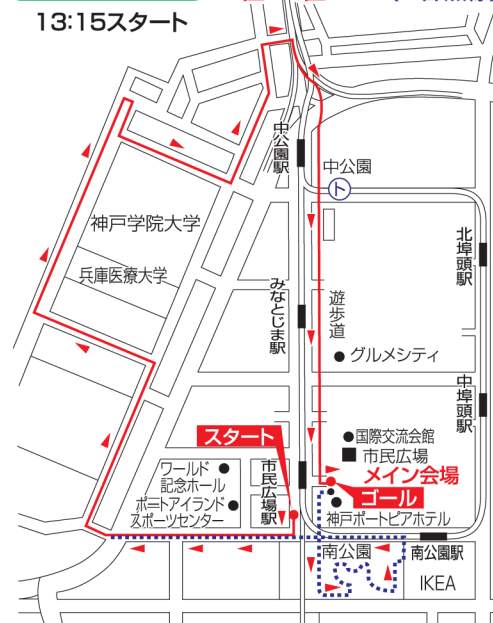 13:15スタート
中公園駅
中公園
ト
神戸学院大学
兵庫医療大学
北埠頭駅
みなとじま駅
遊歩道
グルメシティ
中埠頭駅
スタート
国際交流会館
市民広場
メイン会場
ゴール
ワールド
記念ホール
ポートアイランド
スポーツセンター
市民広場駅
神戸ポートピアホテル
南公園
南公園駅
IKEA